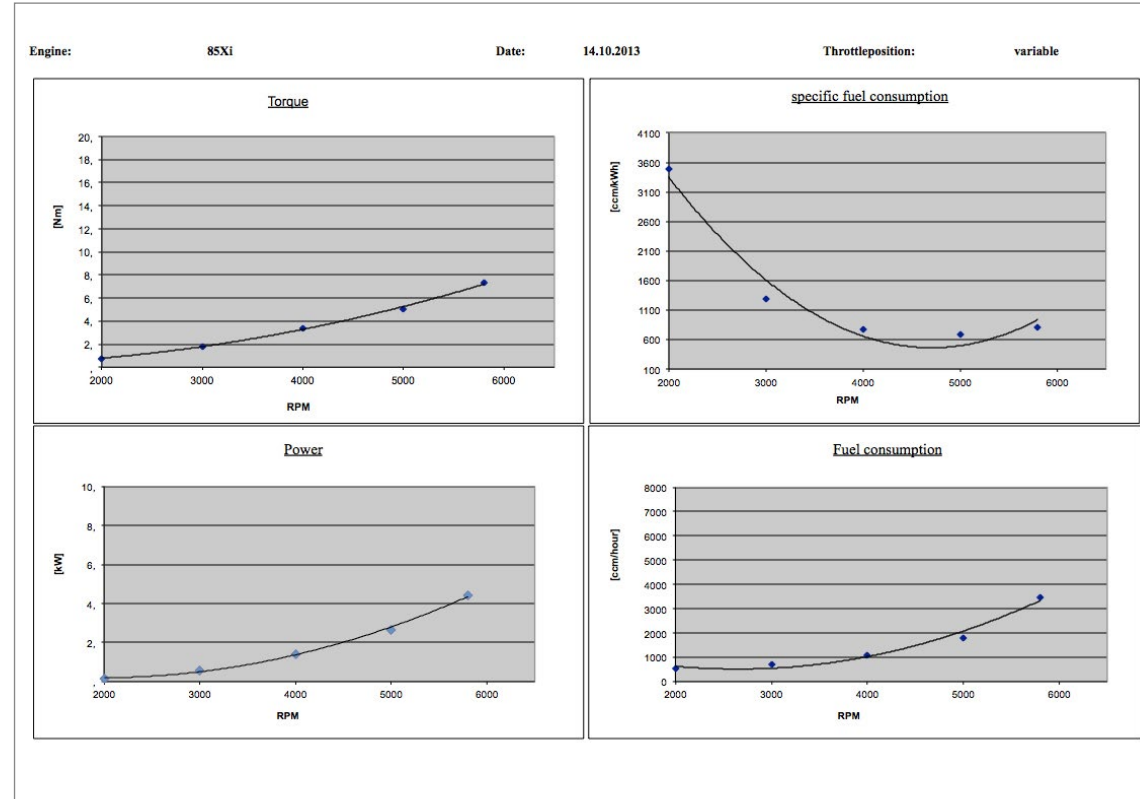 Engine: 85Xi Date: 14.10.2013 Throttleposition: variable
Torque
20,
18,
16,
14,
12,
10,
8,
6,
4,
2,
,
[Nm]
2000 3000 4000 5000 6000
RPM
specific fuel consumption
4100
3600
3100
2600
2100
1600
1100
600
100
[ccm/kWh]
2000 3000 4000 5000 6000
RPM
Power
10,
8,
6,
4,
2,
,
[kW]
2000 3000 4000 5000 6000
RPM
Fuel consumption
8000
7000
6000
5000
4000
3000
2000
1000
0
[ccm/hour]
2000 3000 4000 5000 6000
RPM